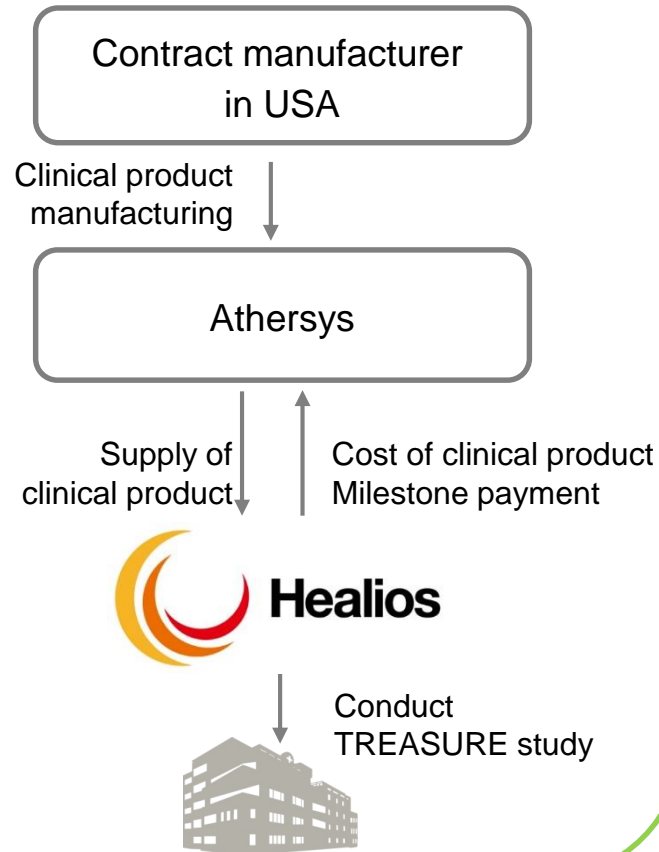 Contract manufacturer
in USA
Clinical product
manufacturing
Athersys
Supply of
clinical product
Cost of clinical product
Milestone payment
Healios
Conduct
TREASURE study